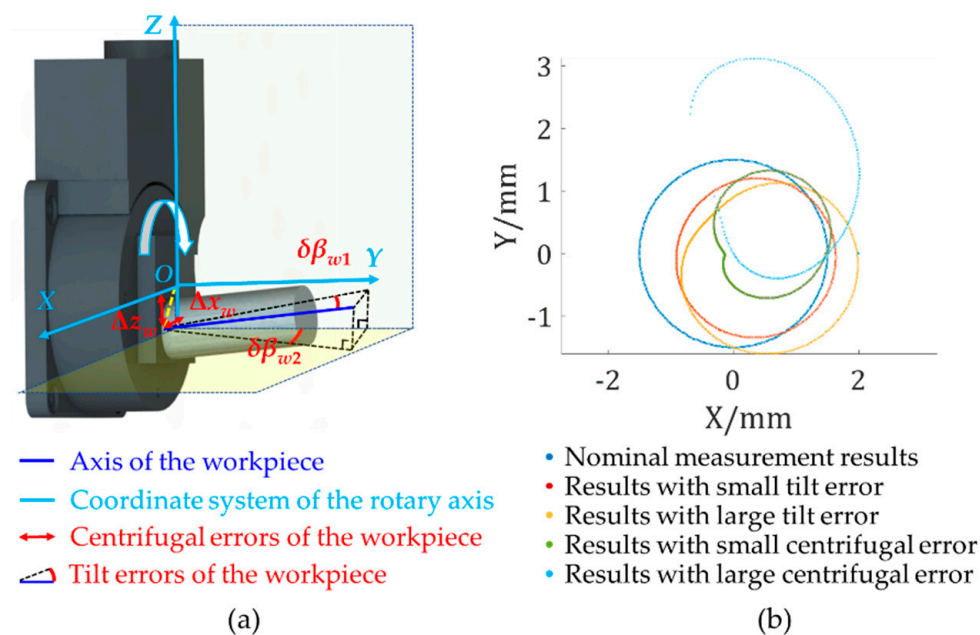 Z
δβw1
O
Y
X
Δxw
Δzw
δβw2
Axis of the workpiece
Coordinate system of the rotary axis
Centrifugal errors of the workpiece
Tilt errors of the workpiece
(a)
3
2
1
0
-1
Y/mm
-2
0
2
X/mm
Nominal measurement results
Results with small tilt error
Results with large tilt error
Results with small centrifugal error
Results with large centrifugal error
(b)